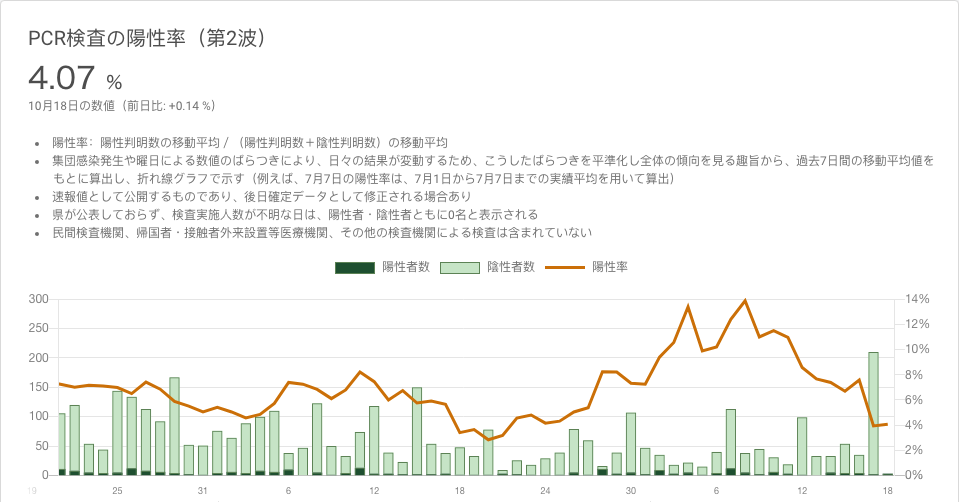 PCR検査の陽性率（第2波）
4.07 %
10月18日の数値（前日比: +0.14 %）
• 陽性率：陽性判明数の移動平均 / （陽性判明数＋陰性判明数）の移動平均
• 集団感染発生や曜日による数値のばらつきにより、日々の結果が変動するため、こうしたばらつきを平準化し全体の傾向を見る趣旨から、過去7日間の移動平均値を
もとに算出し、折れ線グラフで示す（例えば、7月7日の陽性率は、7月1日から7月7日までの実績平均を用いて算出）
• 速報値として公開するものであり、後日確定データとして修正される場合あり
• 県が公表しておらず、検査実施人数が不明な日は、陽性者・陰性者ともに0名と表示される
• 民間検査機関、帰国者・接触者外来設置等医療機関、その他の検査機関による検査は含まれていない
陽性者数 陰性者数 陽性率
300 14%
250 12%
200 10%
150 8%
100 6%
50 4%
0 2%
0%
19 25 31 6 12 18 24 30 6 12 18